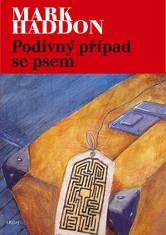 MARK
HADDON
Podivný případ
se psem